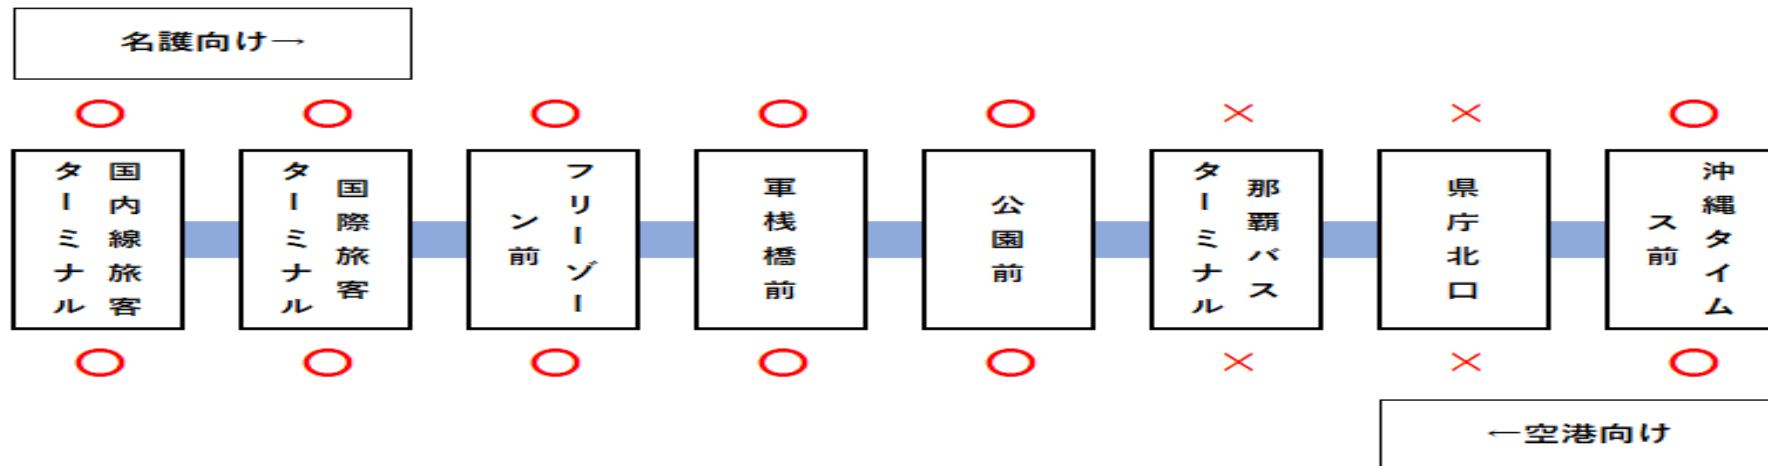 名護向け→
○ ○ ○ ○ ○ × × ○
国内線旅客
ターミナル
国際旅客
ターミナル
フリーゾー
ン前
軍桟橋前
公園前
那覇バス
ターミナル
県庁北口
沖縄タイム
ス前
○ ○ ○ ○ ○ × × ○
←空港向け